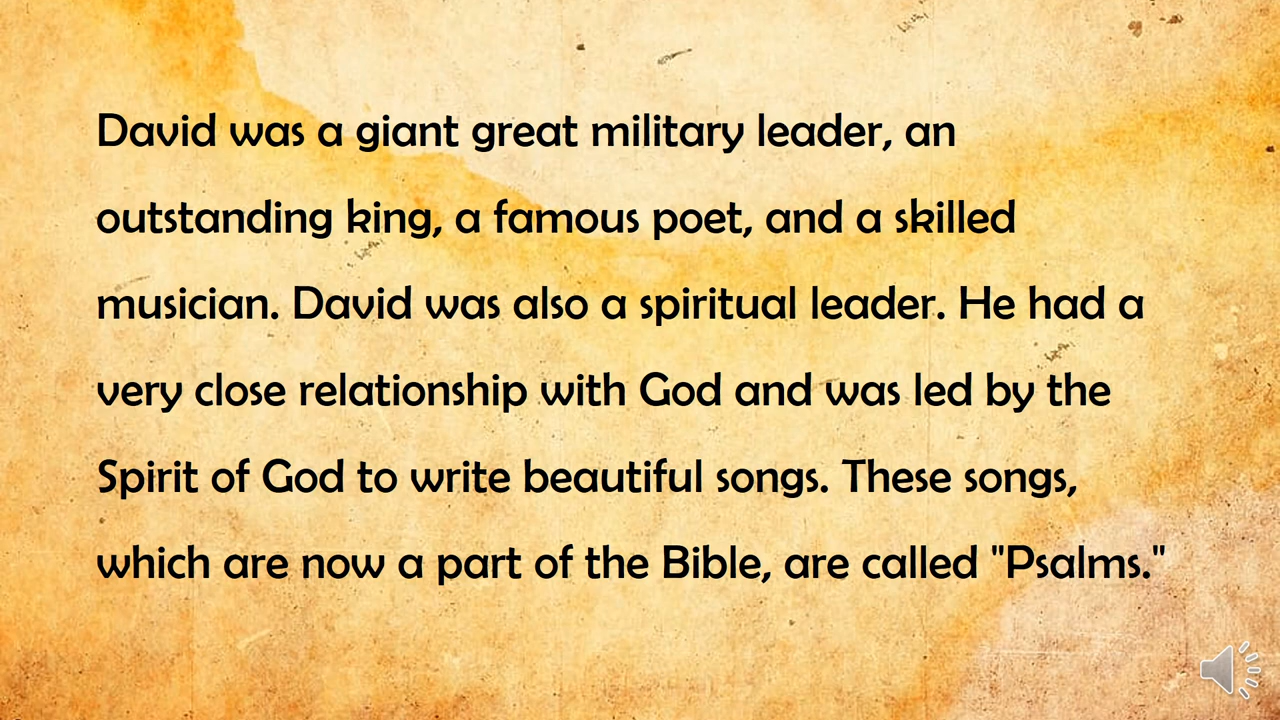 David was a giant great military leader, an
outstanding king, a famous poet, and a skilled
musician. David was also a spiritual leader. He had a
very close relationship with God and was led by the
Spirit of God to write beautiful songs. These songs,
which are now a part of the Bible, are called "Psalms."